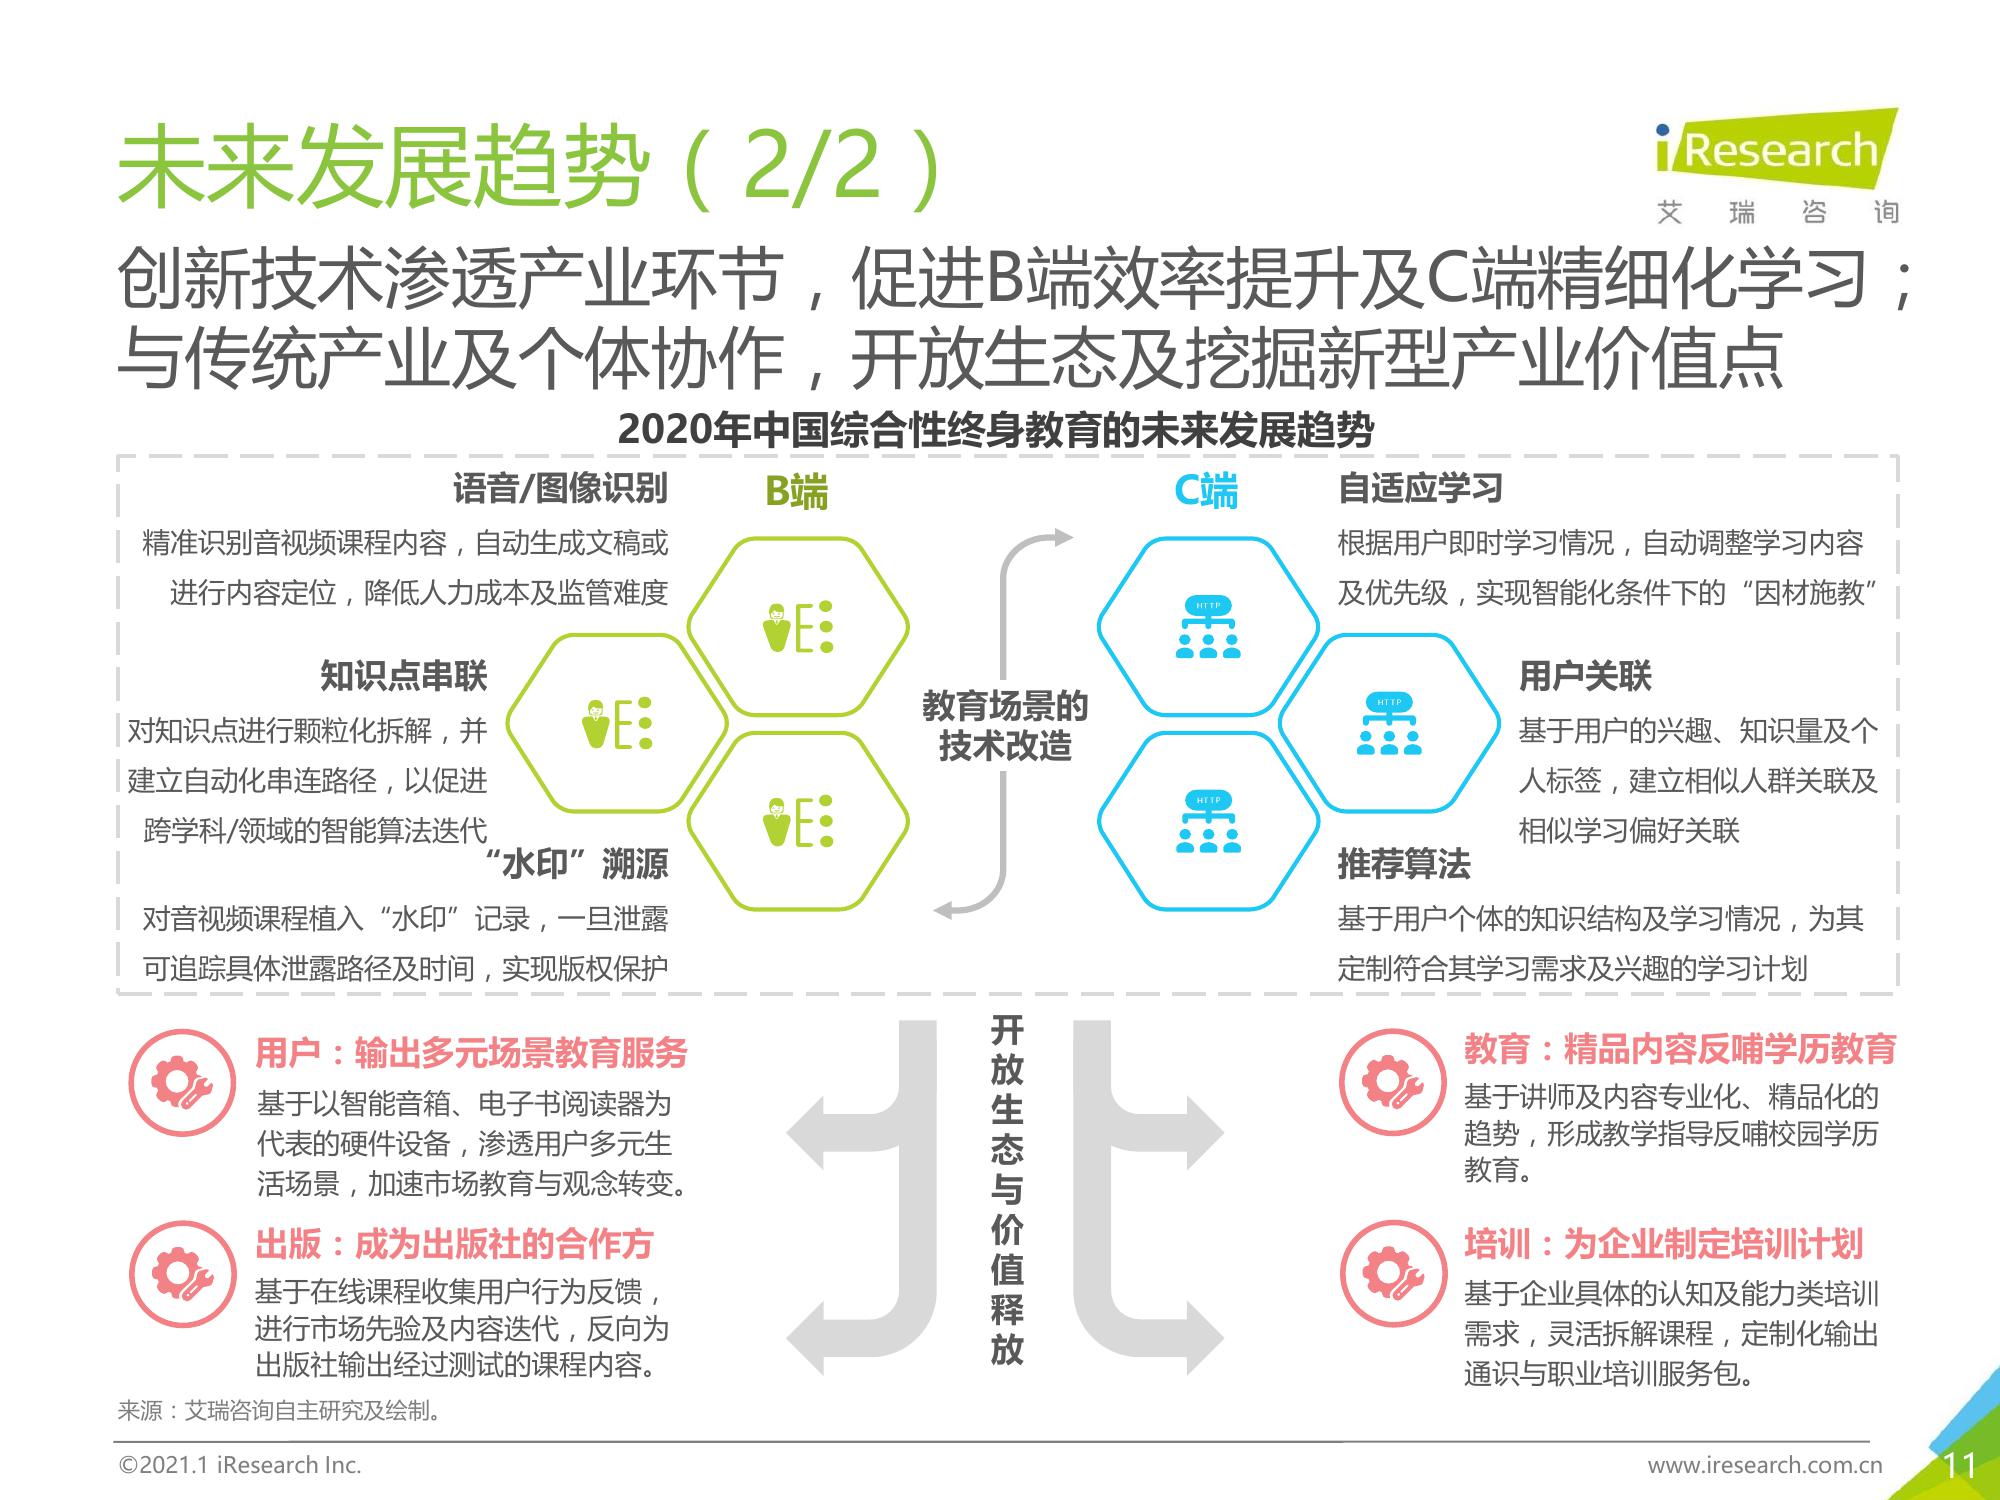 未来发展趋势（2/2）
iResearch
艾瑞咨询
创新技术渗透产业环节，促进B端效率提升及C端精细化学习；
与传统产业及个体协作，开放生态及挖掘新型产业价值点
2020年中国综合性终身教育的未来发展趋势
语音/图像识别
精准识别音视频课程内容，自动生成文稿或
进行内容定位，降低人力成本及监管难度
知识点串联
对知识点进行颗粒化拆解，并
建立自动化串连路径，以促进
跨学科/领域的智能算法迭代
“水印”溯源
对音视频课程植入“水印”记录，一旦泄露
可追踪具体泄露路径及时间，实现版权保护
B端
教育场景的
技术改造
C端
HTTP
HTTP
HTTP
自适应学习
根据用户即时学习情况，自动调整学习内容
及优先级，实现智能化条件下的“因材施教”
用户关联
基于用户的兴趣、知识量及个
人标签，建立相似人群关联及
相似学习偏好关联
推荐算法
基于用户个体的知识结构及学习情况，为其
定制符合其学习需求及兴趣的学习计划
用户：输出多元场景教育服务
基于以智能音箱、电子书阅读器为
代表的硬件设备，渗透用户多元生
活场景，加速市场教育与观念转变。
出版：成为出版社的合作方
基于在线课程收集用户行为反馈，
进行市场先验及内容迭代，反向为
出版社输出经过测试的课程内容。
开放生态与价值释放
教育：精品内容反哺学历教育
基于讲师及内容专业化、精品化的
趋势，形成教学指导反哺校园学历
教育。
培训：为企业制定培训计划
基于企业具体的认知及能力类培训
需求，灵活拆解课程，定制化输出
通识与职业培训服务包。
来源：艾瑞咨询自主研究及绘制。
©2021.1 iResearch Inc.
www.iresearch.com.cn
11